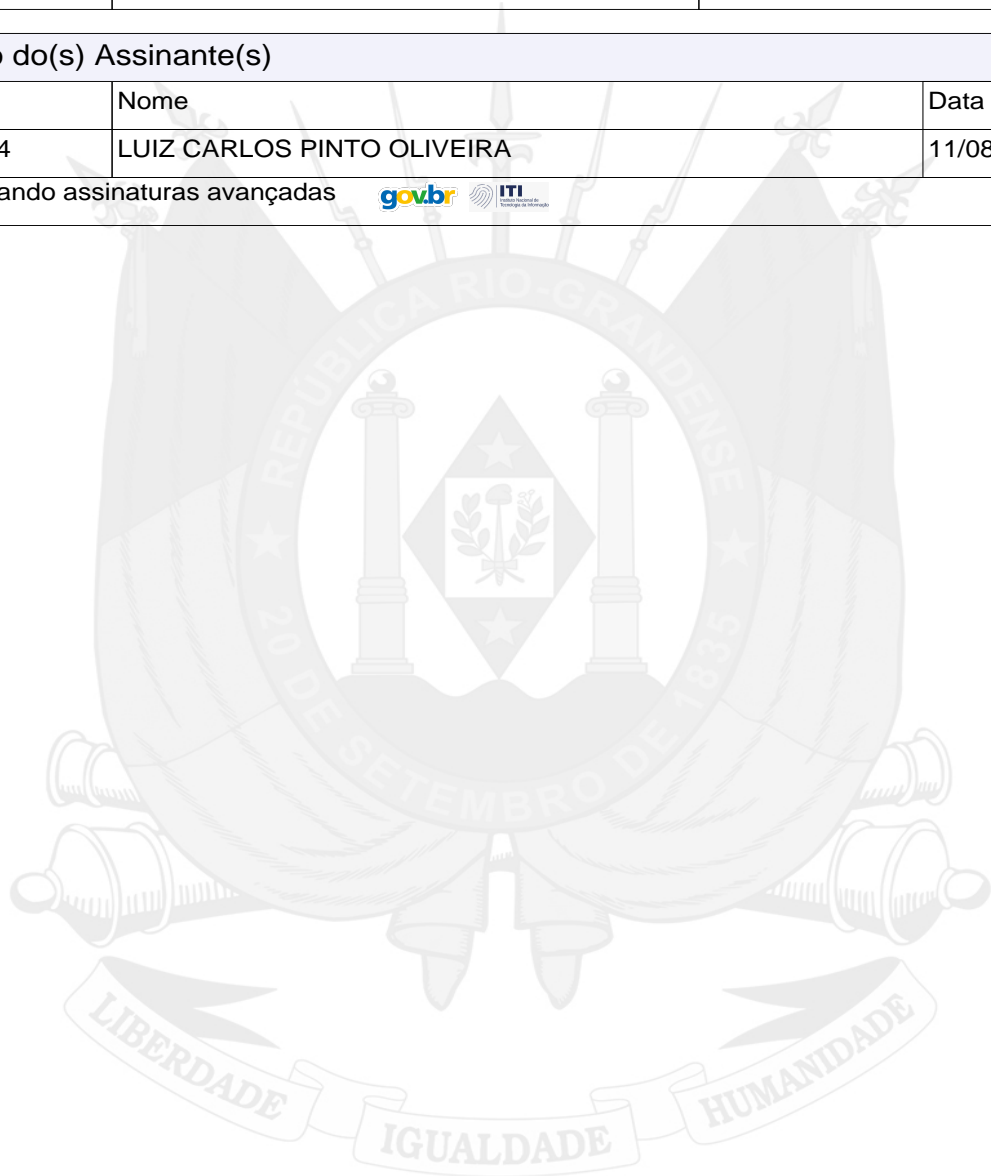 o do(s) Assinante(s)
Nome Data
4 LUIZ CARLOS PINTO OLIVEIRA 11/08
ando assinaturas avançadas gov.br ITI
REPÚBLICA RIO-GRANDENSE
20 DE SETEMBRO DE 1835
LIBERDADE IGUALDADE HUMANIDADE